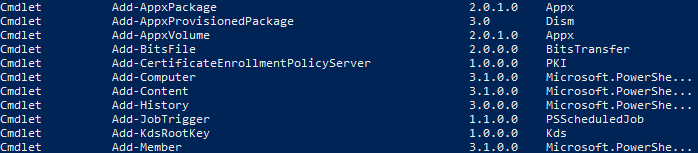 Cmdlet Add-AppxPackage 2.0.1.0 Appx
Cmdlet Add-AppxProvisionedPackage 3.0 Dism
Cmdlet Add-AppxVolume 2.0.1.0 Appx
Cmdlet Add-BitsFile 2.0.0.0 BitsTransfer
Cmdlet Add-CertificateEnrollmentPolicyServer 1.0.0.0 PKI
Cmdlet Add-Computer 3.1.0.0 Microsoft.PowerShe...
Cmdlet Add-Content 3.1.0.0 Microsoft.PowerShe...
Cmdlet Add-History 3.0.0.0 Microsoft.PowerShe...
Cmdlet Add-JobTrigger 1.1.0.0 PSScheduledJob
Cmdlet Add-KdsRootKey 1.0.0.0 Kds
Cmdlet Add-Member 3.1.0.0 Microsoft.PowerShe...